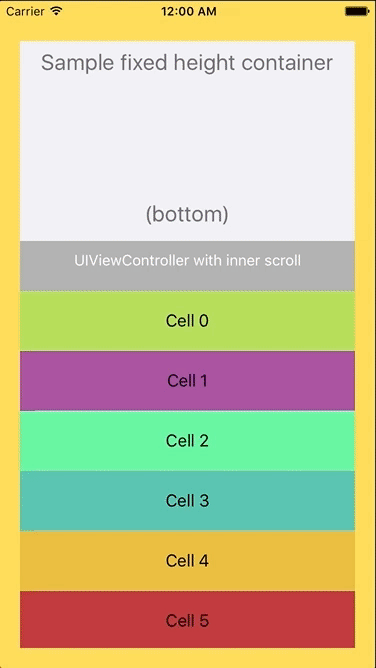 Carrier 12:00 AM
Sample fixed height container
(bottom)
UIViewController with inner scroll
Cell 0
Cell 1
Cell 2
Cell 3
Cell 4
Cell 5